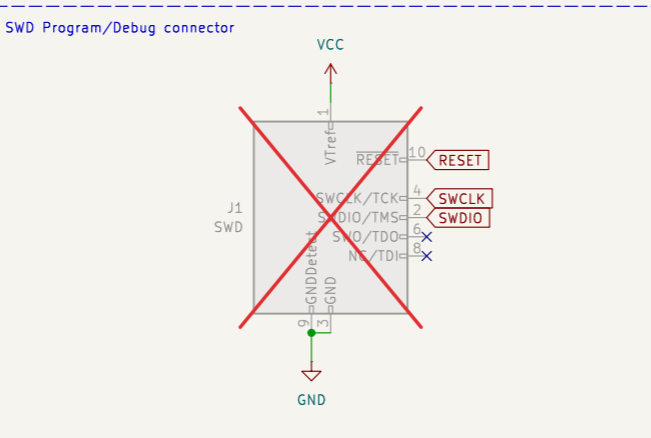 SWD Program/Debug connector
VCC
1
VTref
RESET
10
RESET
SWCLK/TCK
4
SWCLK
J1
SWDIO/TMS
2
SWDIO
SWD
SWO/TDO
6
NC/TDI
8
GNDDetect
GND
9
3
GND